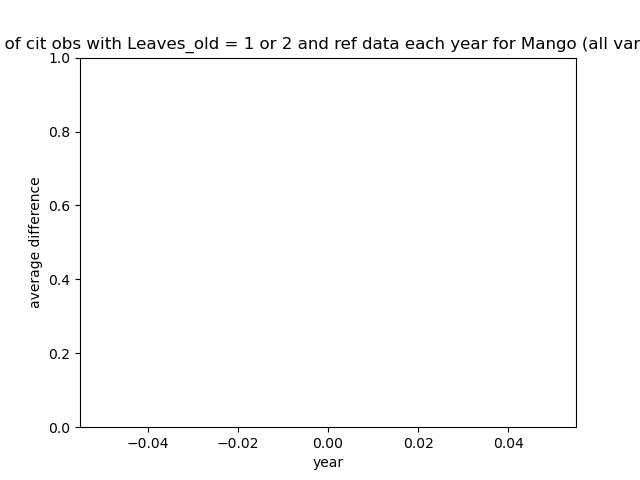 of cit obs with Leaves_old = 1 or 2 and ref data each year for Mango (all var
1.0
0.8
0.6
0.4
0.2
0.0
average difference
−0.04 −0.02 0.00 0.02 0.04
year